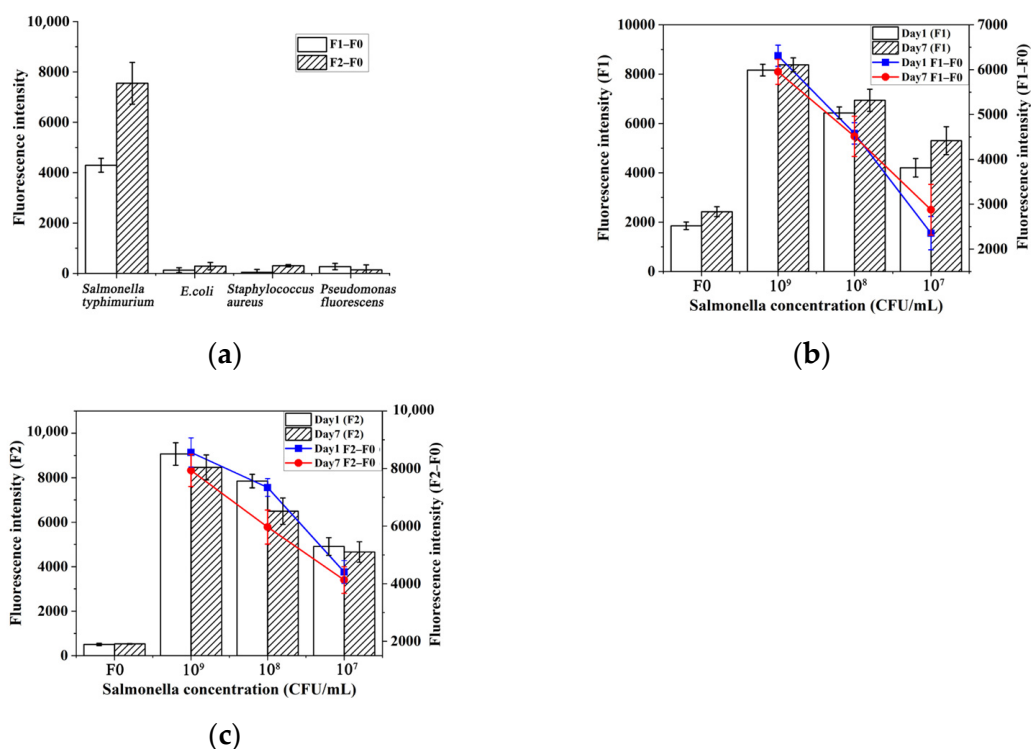 10,000
8000
6000
4000
2000
0
Fluorescence intensity
F1–F0
F2–F0
Salmonella
typhimurium
E.coli
Staphylococcus
aureus
Pseudomonas
fluorescens
(a)
10000
8000
6000
4000
2000
0
Fluorescence intensity (F1)
Day1 (F1)
Day7 (F1)
Day1 F1–F0
Day7 F1–F0
7000
6000
5000
4000
3000
2000
Fluorescence intensity (F1–F0)
F0
10⁹
10⁸
10⁷
Salmonella concentration (CFU/mL)
(b)
10,000
8000
6000
4000
2000
0
Fluorescence intensity (F2)
Day1 (F2)
Day7 (F2)
Day1 F2–F0
Day7 F2–F0
10,000
8000
6000
4000
2000
Fluorescence intensity (F2–F0)
F0
10⁹
10⁸
10⁷
Salmonella concentration (CFU/mL)
(c)